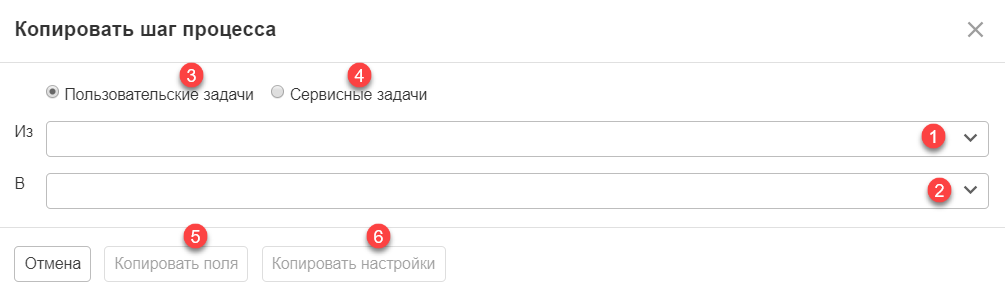 Копировать шаг процесса
3 4
Пользовательские задачи Сервисные задачи
Из 1
В 2
5 6
Отмена Копировать поля Копировать настройки